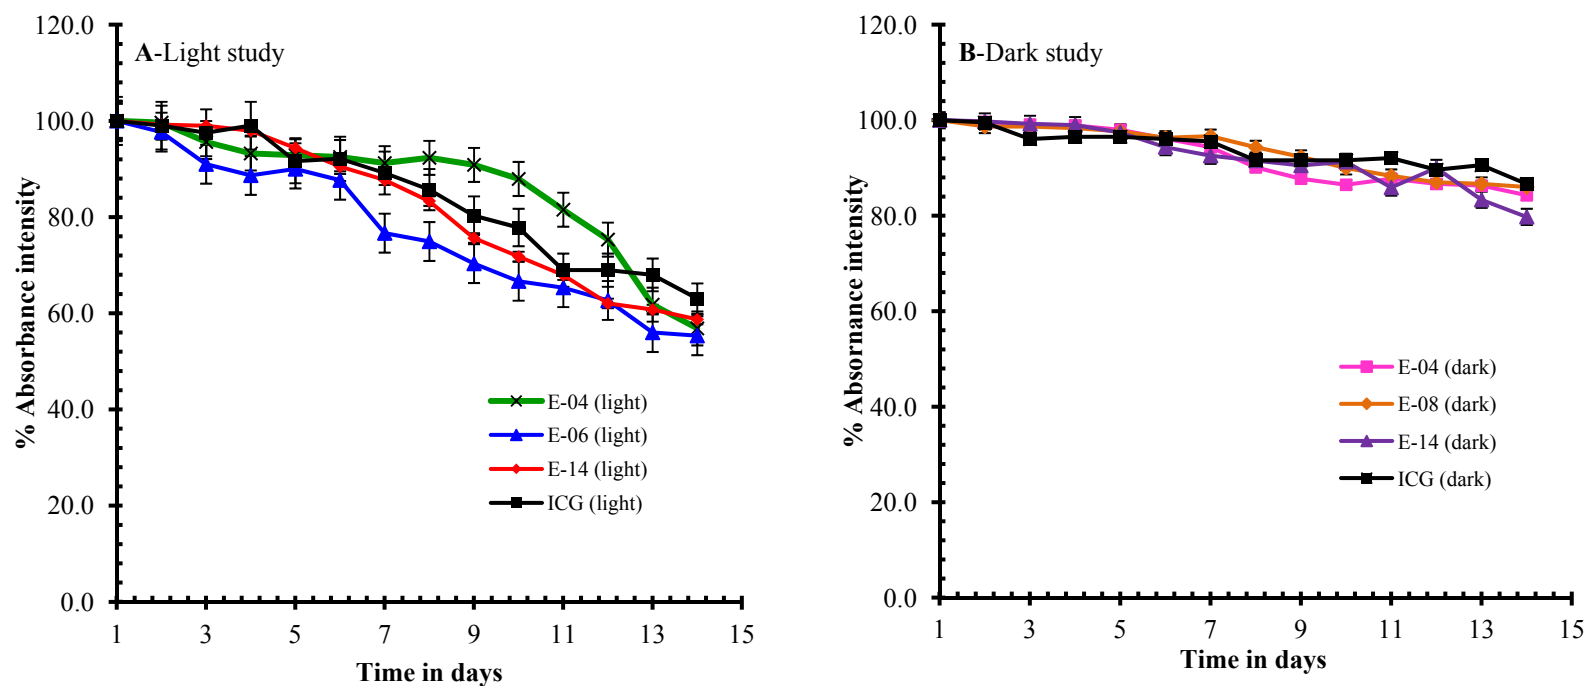 A-Light study
% Absorbance intensity
120.0
100.0
80.0
60.0
40.0
20.0
0.0
1 3 5 7 9 11 13 15
Time in days
E-04 (light)
E-06 (light)
E-14 (light)
ICG (light)
B-Dark study
% Absornance intensity
120.0
100.0
80.0
60.0
40.0
20.0
0.0
1 3 5 7 9 11 13 15
Time in days
E-04 (dark)
E-08 (dark)
E-14 (dark)
ICG (dark)